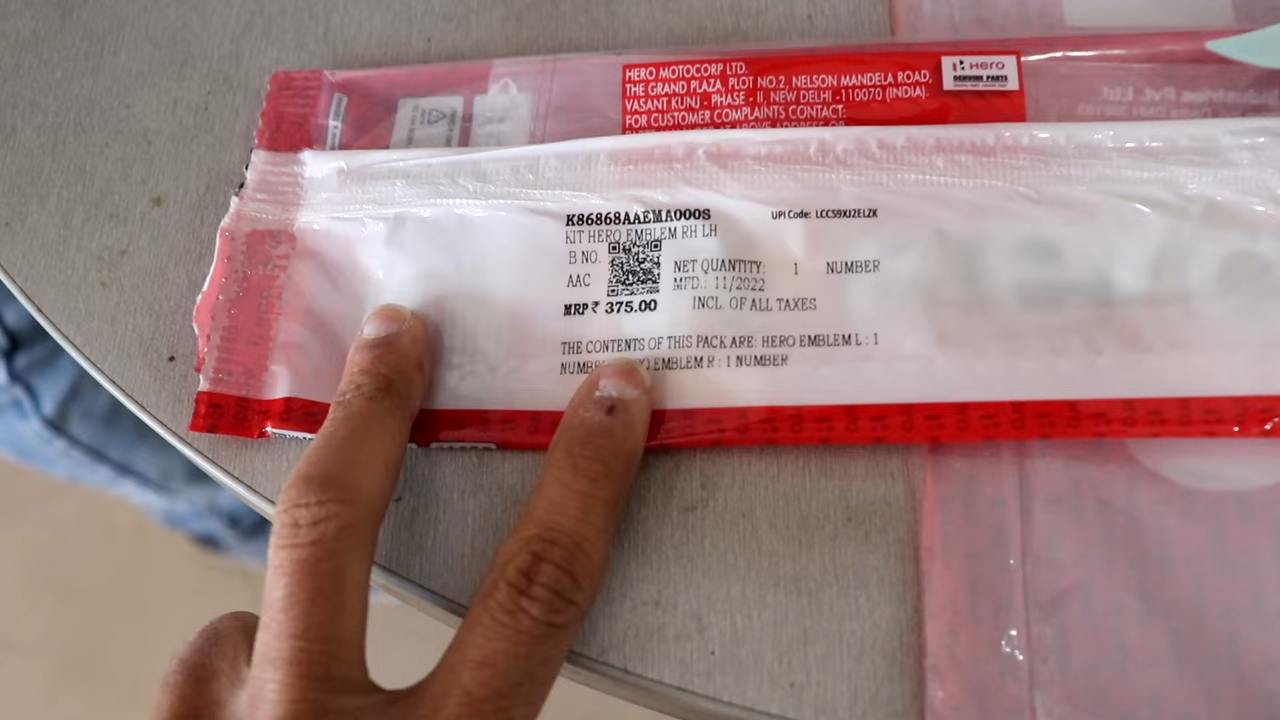 HERO MOTOCORP LTD.
THE GRAND PLAZA, PLOT NO.2, NELSON MANDELA ROAD,
VASANT KUNJ - PHASE - II, NEW DELHI -110070 (INDIA).
FOR CUSTOMER COMPLAINTS CONTACT:
Hero
GENUINE PARTS
K86868AAEMA000S
UPI Code: LCCS9XJ2ELZK
KIT HERO EMBLEM RH LH
B NO.
AAC
NET QUANTITY: 1 NUMBER
MFD.: 11/2022
MRP ₹ 375.00 INCL. OF ALL TAXES
THE CONTENTS OF THIS PACK ARE: HERO EMBLEM L : 1
EMBLEM R : 1 NUMBER